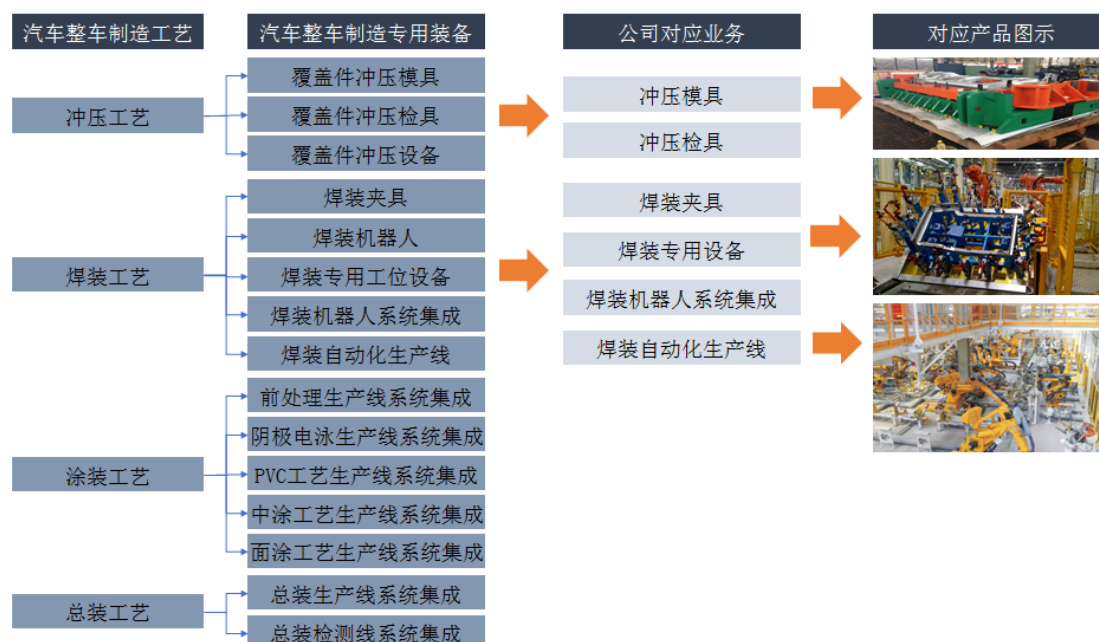 汽车整车制造工艺
汽车整车制造专用装备
公司对应业务
对应产品图示
冲压工艺
覆盖件冲压模具
覆盖件冲压检具
覆盖件冲压设备
冲压模具
冲压检具
焊装工艺
焊装夹具
焊装机器人
焊装专用工位设备
焊装机器人系统集成
焊装自动化生产线
焊装夹具
焊装专用设备
焊装机器人系统集成
焊装自动化生产线
涂装工艺
前处理生产线系统集成
阴极电泳生产线系统集成
PVC工艺生产线系统集成
中涂工艺生产线系统集成
面涂工艺生产线系统集成
总装工艺
总装生产线系统集成
总装检测线系统集成